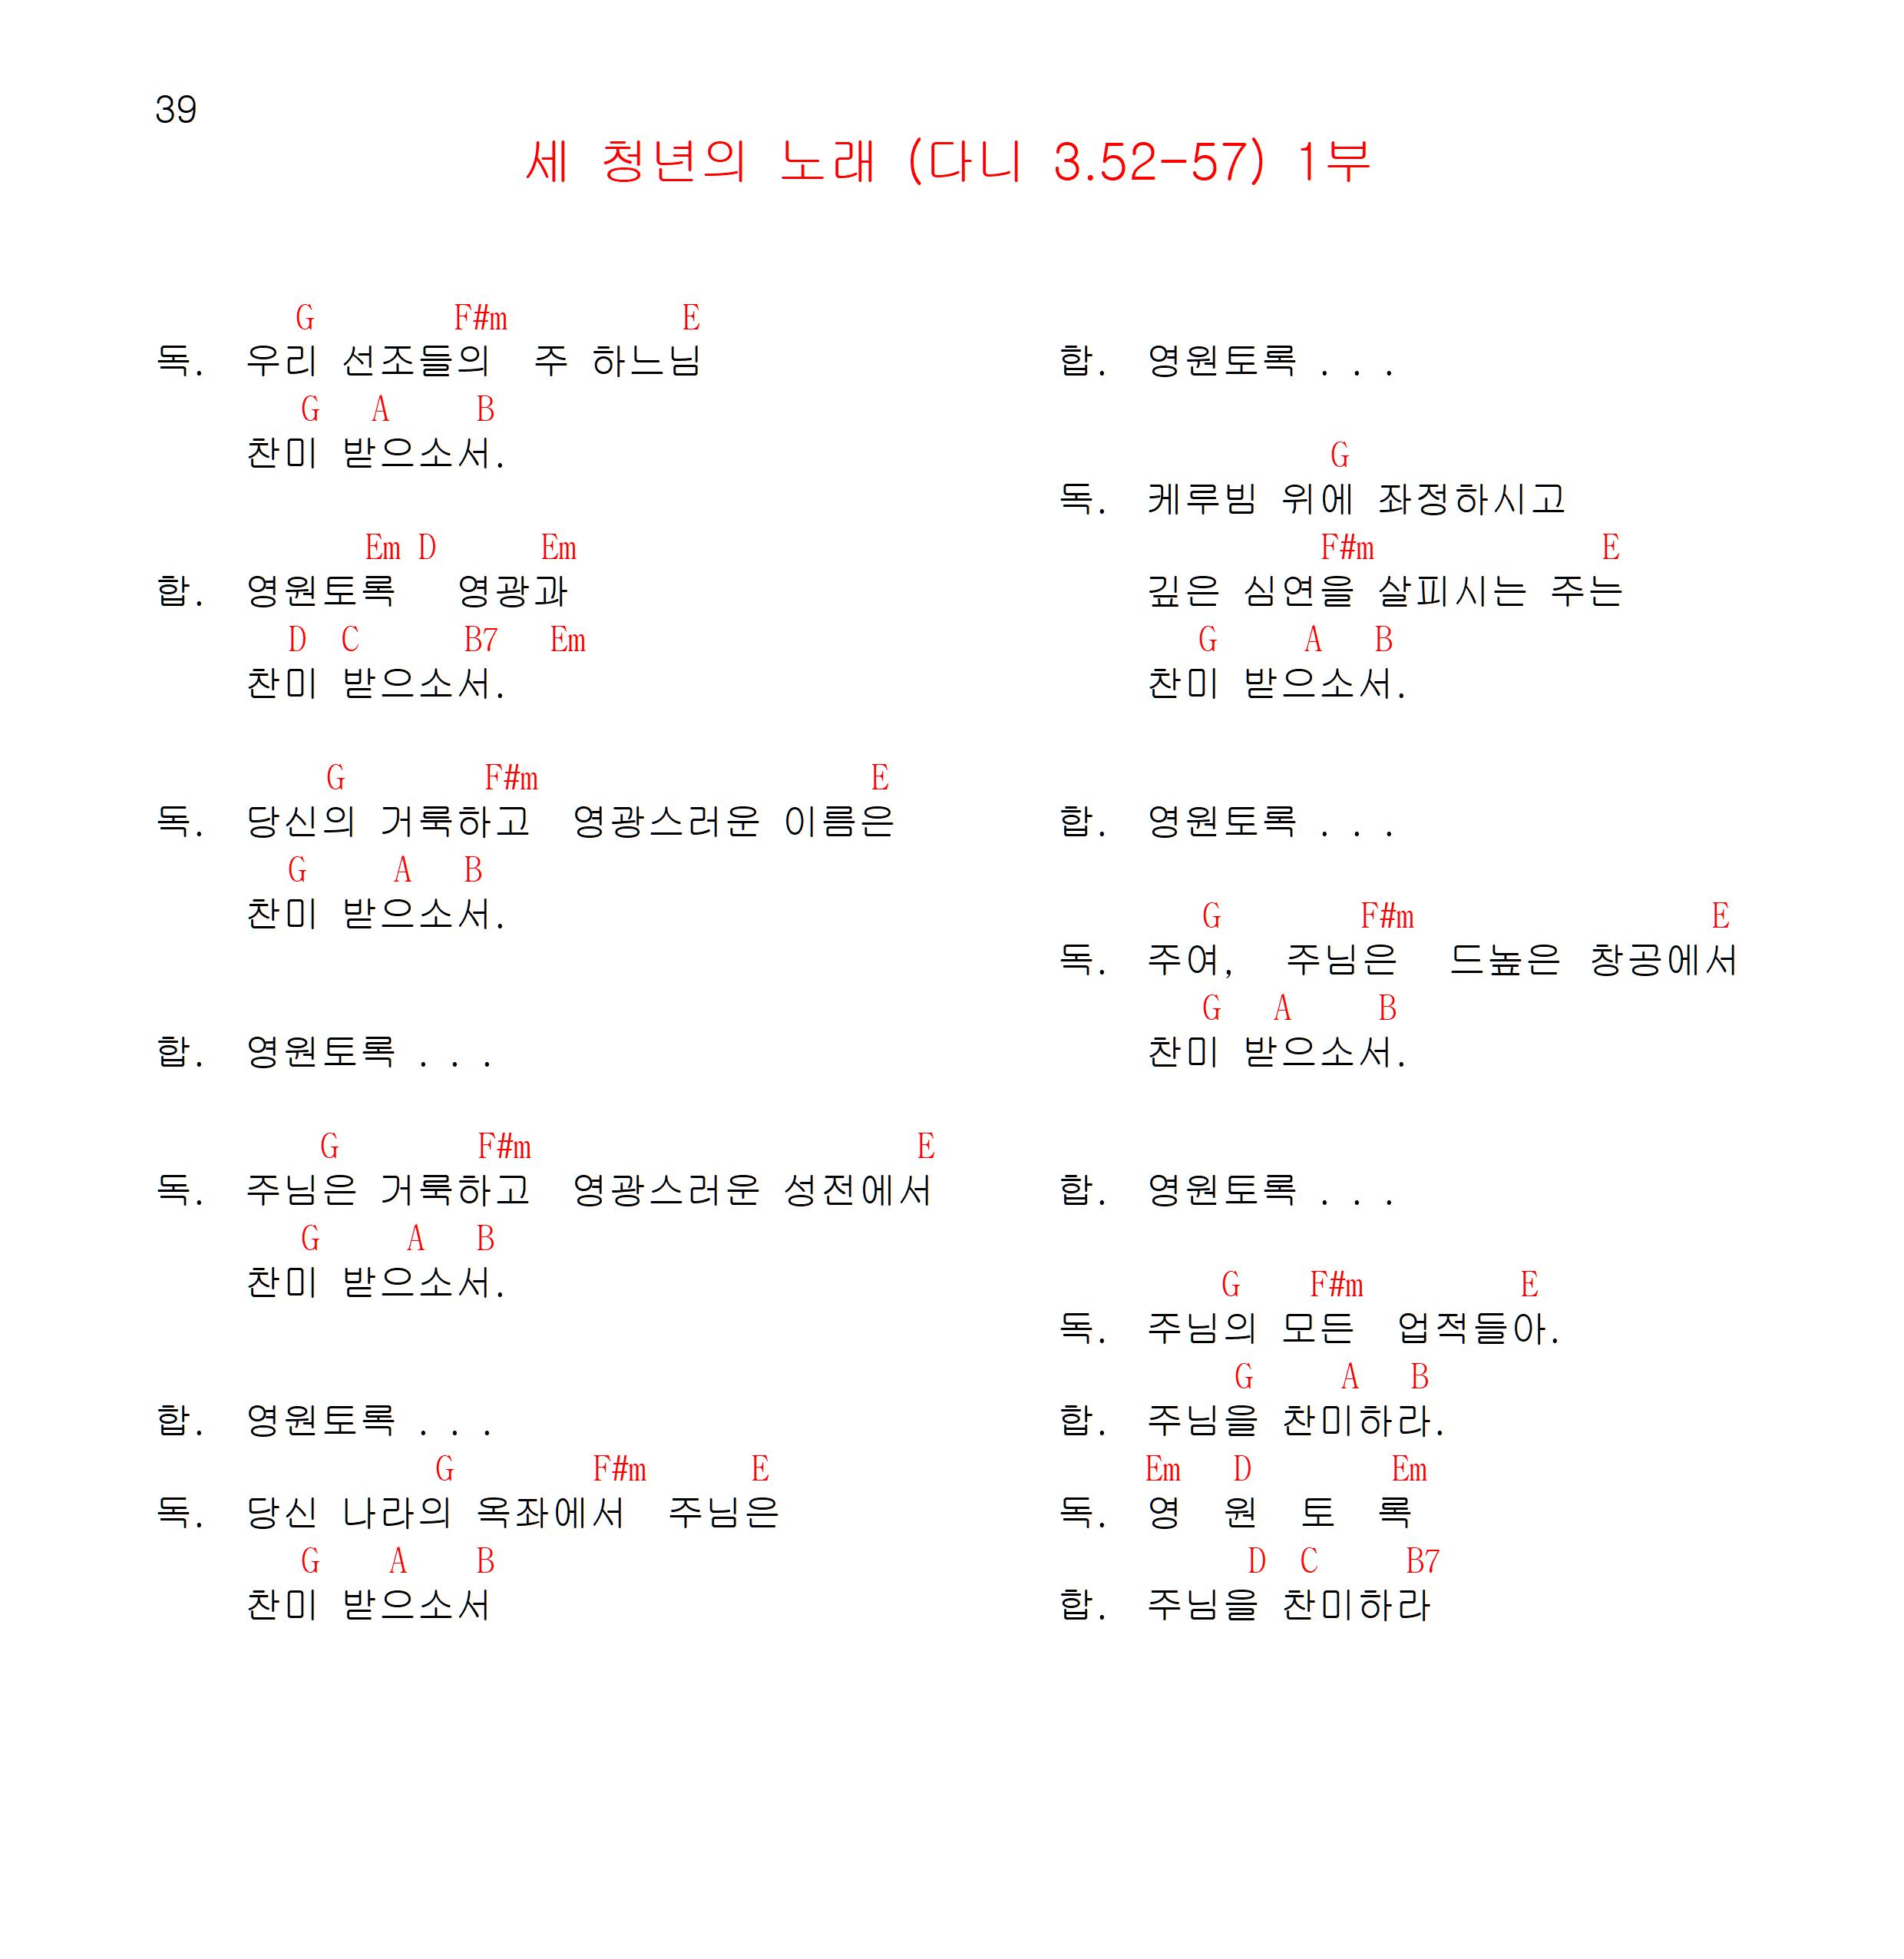 39
세 청년의 노래 (다니 3.52-57) 1부
G F#m E
독. 우리 선조들의 주 하느님
G A B
찬미 받으소서.
Em D Em
합. 영원토록 영광과
D C B7 Em
찬미 받으소서.
G F#m E
독. 당신의 거룩하고 영광스러운 이름은
G A B
찬미 받으소서.
합. 영원토록 . . .
G F#m E
독. 주님은 거룩하고 영광스러운 성전에서
G A B
찬미 받으소서.
합. 영원토록 . . .
G F#m E
독. 당신 나라의 옥좌에서 주님은
G A B
찬미 받으소서
합. 영원토록 . . .
G
독. 케루빔 위에 좌정하시고
F#m E
깊은 심연을 살피시는 주는
G A B
찬미 받으소서.
합. 영원토록 . . .
G F#m E
독. 주여, 주님은 드높은 창공에서
G A B
찬미 받으소서.
합. 영원토록 . . .
G F#m E
독. 주님의 모든 업적들아.
G A B
합. 주님을 찬미하라.
Em D Em
독. 영 원 토 록
D C B7
합. 주님을 찬미하라